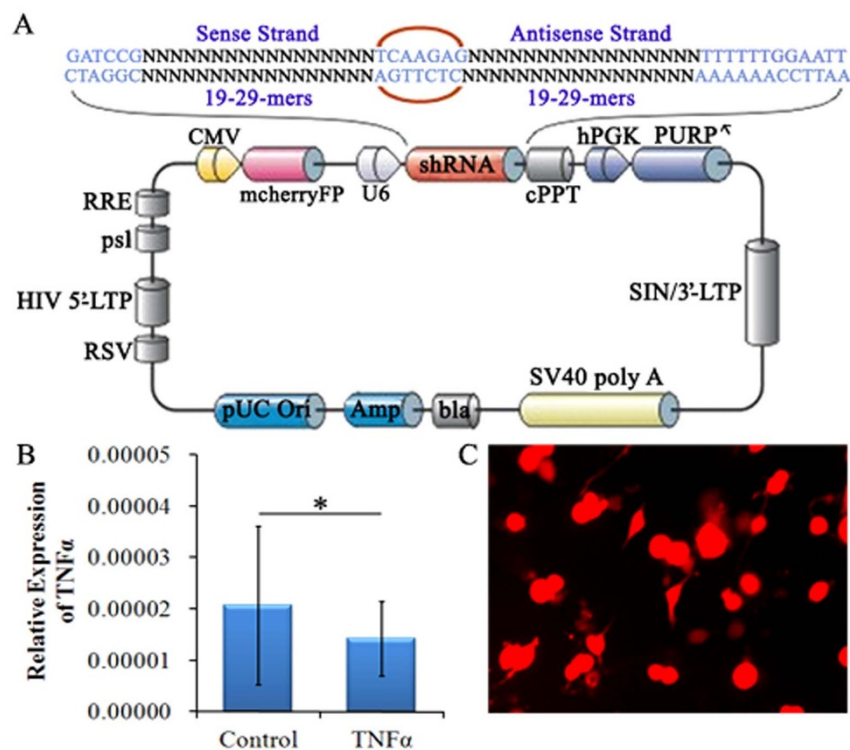 A
Sense Strand Antisense Strand
GATCCGNNNNNNNNNNNNNNNNNNTCAAGAGNNNNNNNNNNNNNNNNNNTTTTTTGGAATT
CTAGGCNNNNNNNNNNNNNNNNNNAGTTCTCNNNNNNNNNNNNNNNNNNAAAAAACCTTAA
19-29-mers 19-29-mers
CMV hPGK PURP^
shRNA
mcherryFP U6 cPPT
RRE
psl
HIV 5'-LTP SIN/3'-LTP
RSV
SV40 poly A
pUC Ori Amp bla
B
Relative Expression
of TNFα
0.00005
0.00004
0.00003
0.00002
0.00001
0.00000
*
Control TNFα
C